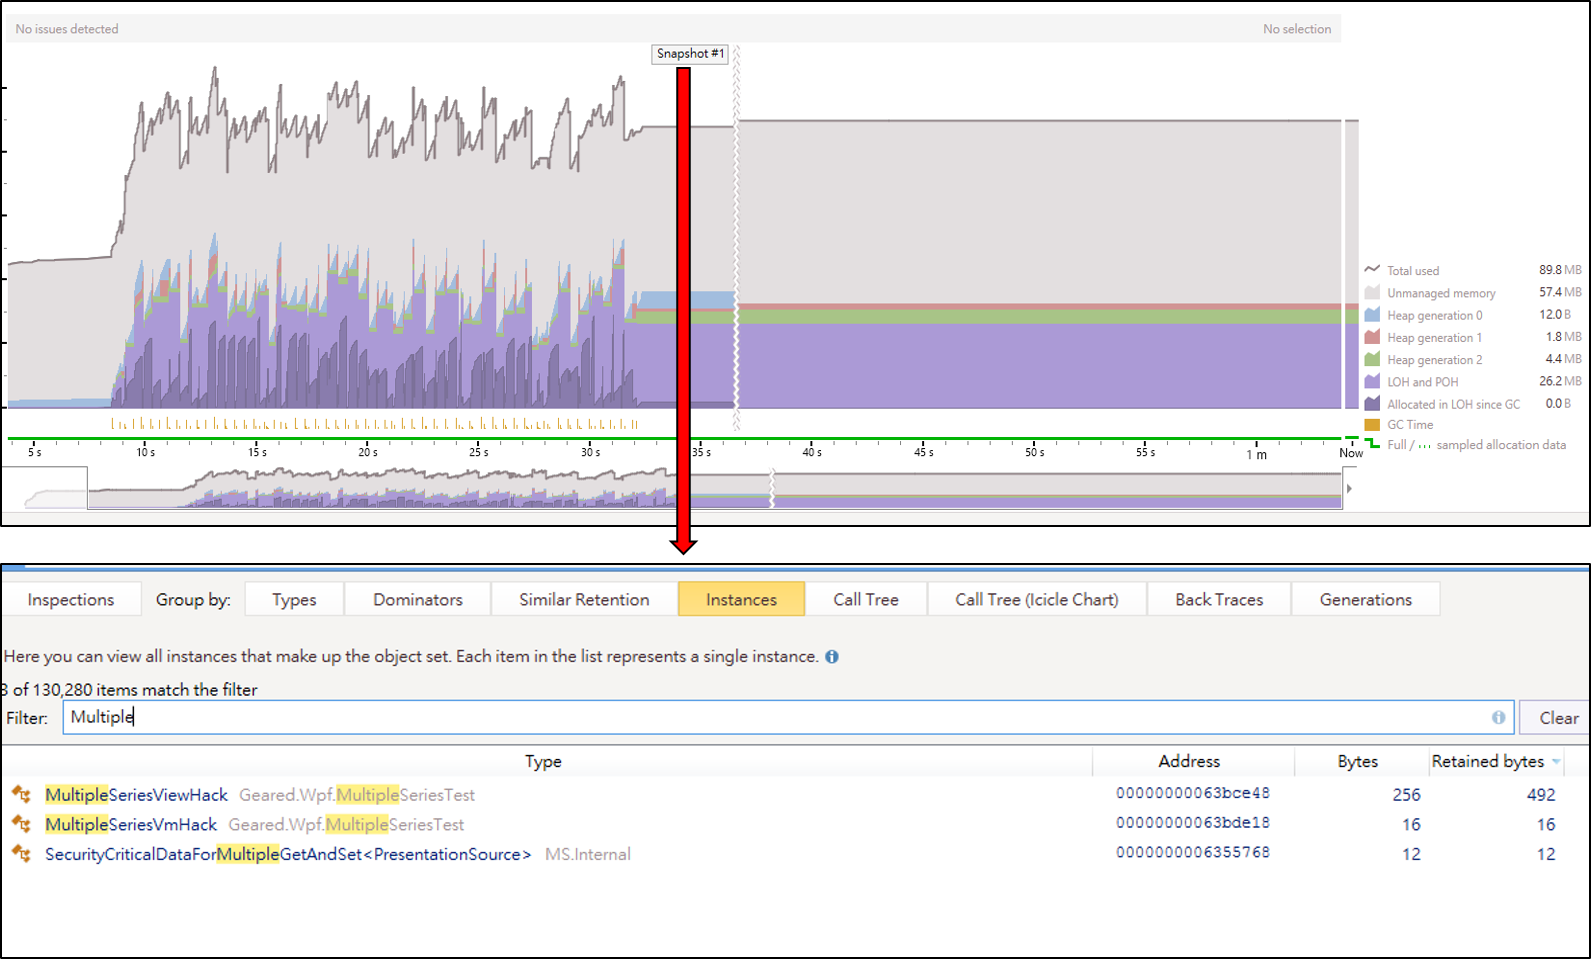 No issues detected
No selection
Snapshot #1
Total used 89.8 MB
Unmanaged memory 57.4 MB
Heap generation 0 12.0 B
Heap generation 1 1.8 MB
Heap generation 2 4.4 MB
LOH and POH 26.2 MB
Allocated in LOH since GC 0.0 B
GC Time
Full / sampled allocation data
5 s 10 s 15 s 20 s 25 s 30 s 35 s 40 s 45 s 50 s 55 s 1 m Now
Inspections Group by: Types Dominators Similar Retention Instances Call Tree Call Tree (Icicle Chart) Back Traces Generations
Here you can view all instances that make up the object set. Each item in the list represents a single instance.
3 of 130,280 items match the filter
Filter: Multiple Clear
Type Address Bytes Retained bytes
MultipleSeriesViewHack Geared.Wpf.MultipleSeriesTest 00000000063bce48 256 492
MultipleSeriesVmHack Geared.Wpf.MultipleSeriesTest 00000000063bde18 16 16
SecurityCriticalDataForMultipleGetAndSet<PresentationSource> MS.Internal 0000000006355768 12 12